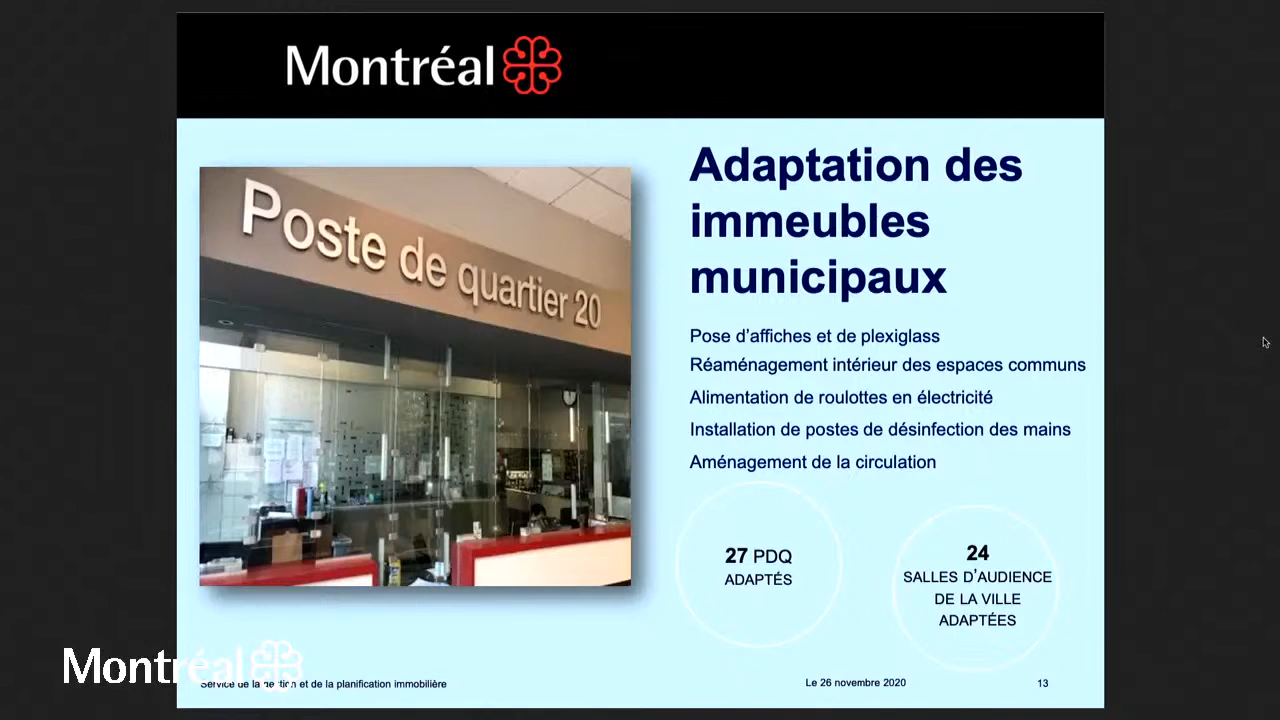 Montréal
Poste de quartier 20
Adaptation des
immeubles
municipaux
Pose d’affiches et de plexiglass
Réaménagement intérieur des espaces communs
Alimentation de roulottes en électricité
Installation de postes de désinfection des mains
Aménagement de la circulation
27 PDQ
ADAPTÉS
24
SALLES D’AUDIENCE
DE LA VILLE
ADAPTÉES
Montréal
Service de la gestion et de la planification immobilière
Le 26 novembre 2020
13